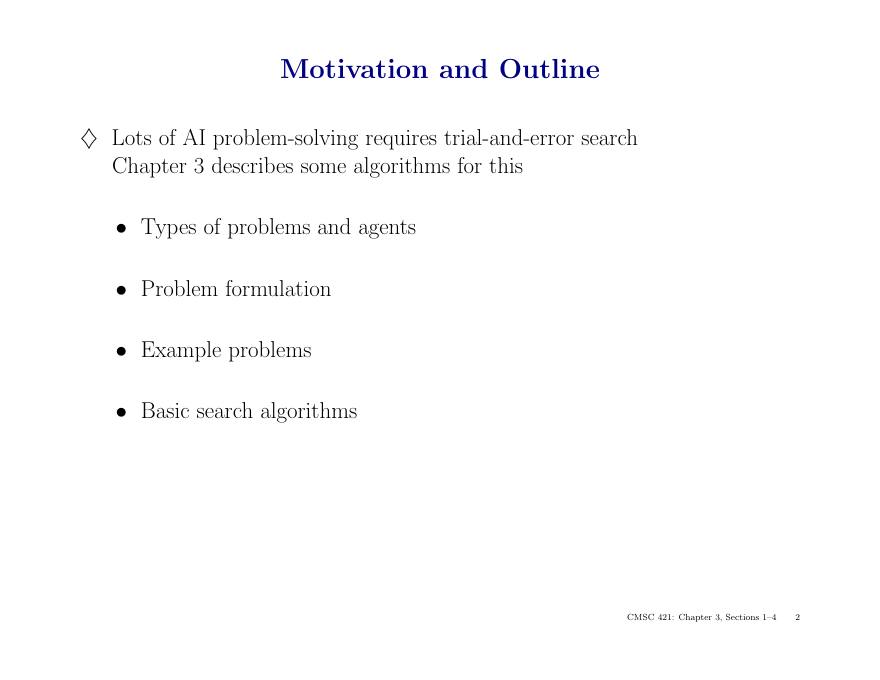 Motivation and Outline
♢ Lots of AI problem-solving requires trial-and-error search
Chapter 3 describes some algorithms for this
• Types of problems and agents
• Problem formulation
• Example problems
• Basic search algorithms
CMSC 421: Chapter 3, Sections 1–4 2